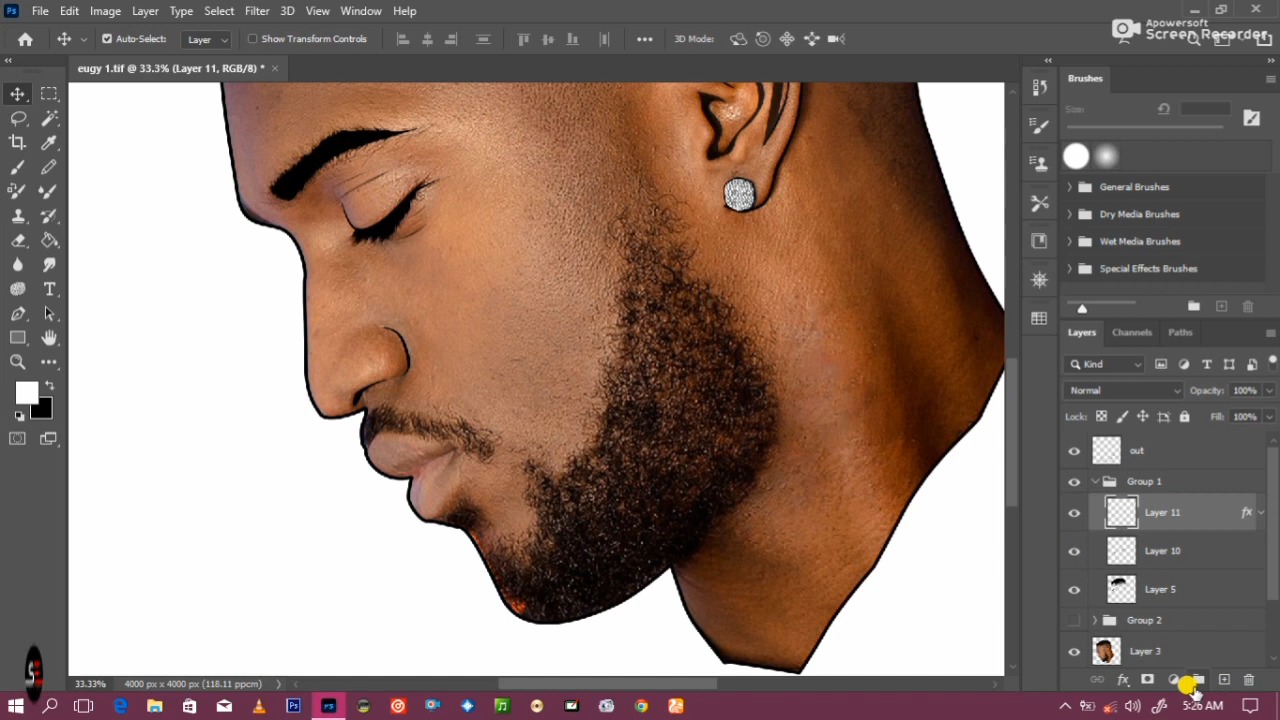 Ps File Edit Image Layer Type Select Filter 3D View Window Help
Apowersoft
Screen Recorder
Auto-Select: Layer Show Transform Controls 3D Mode:
eugy 1.tif @ 33.3% (Layer 11, RGB/8) *
Brushes
Size:
General Brushes
Dry Media Brushes
Wet Media Brushes
Special Effects Brushes
Layers Channels Paths
Kind
Normal Opacity: 100%
Lock: Fill: 100%
out
Group 1
Layer 11 fx
Layer 10
Layer 5
Group 2
Layer 3
fx
33.33% 4000 px x 4000 px (118.11 ppcm)
5:26 AM